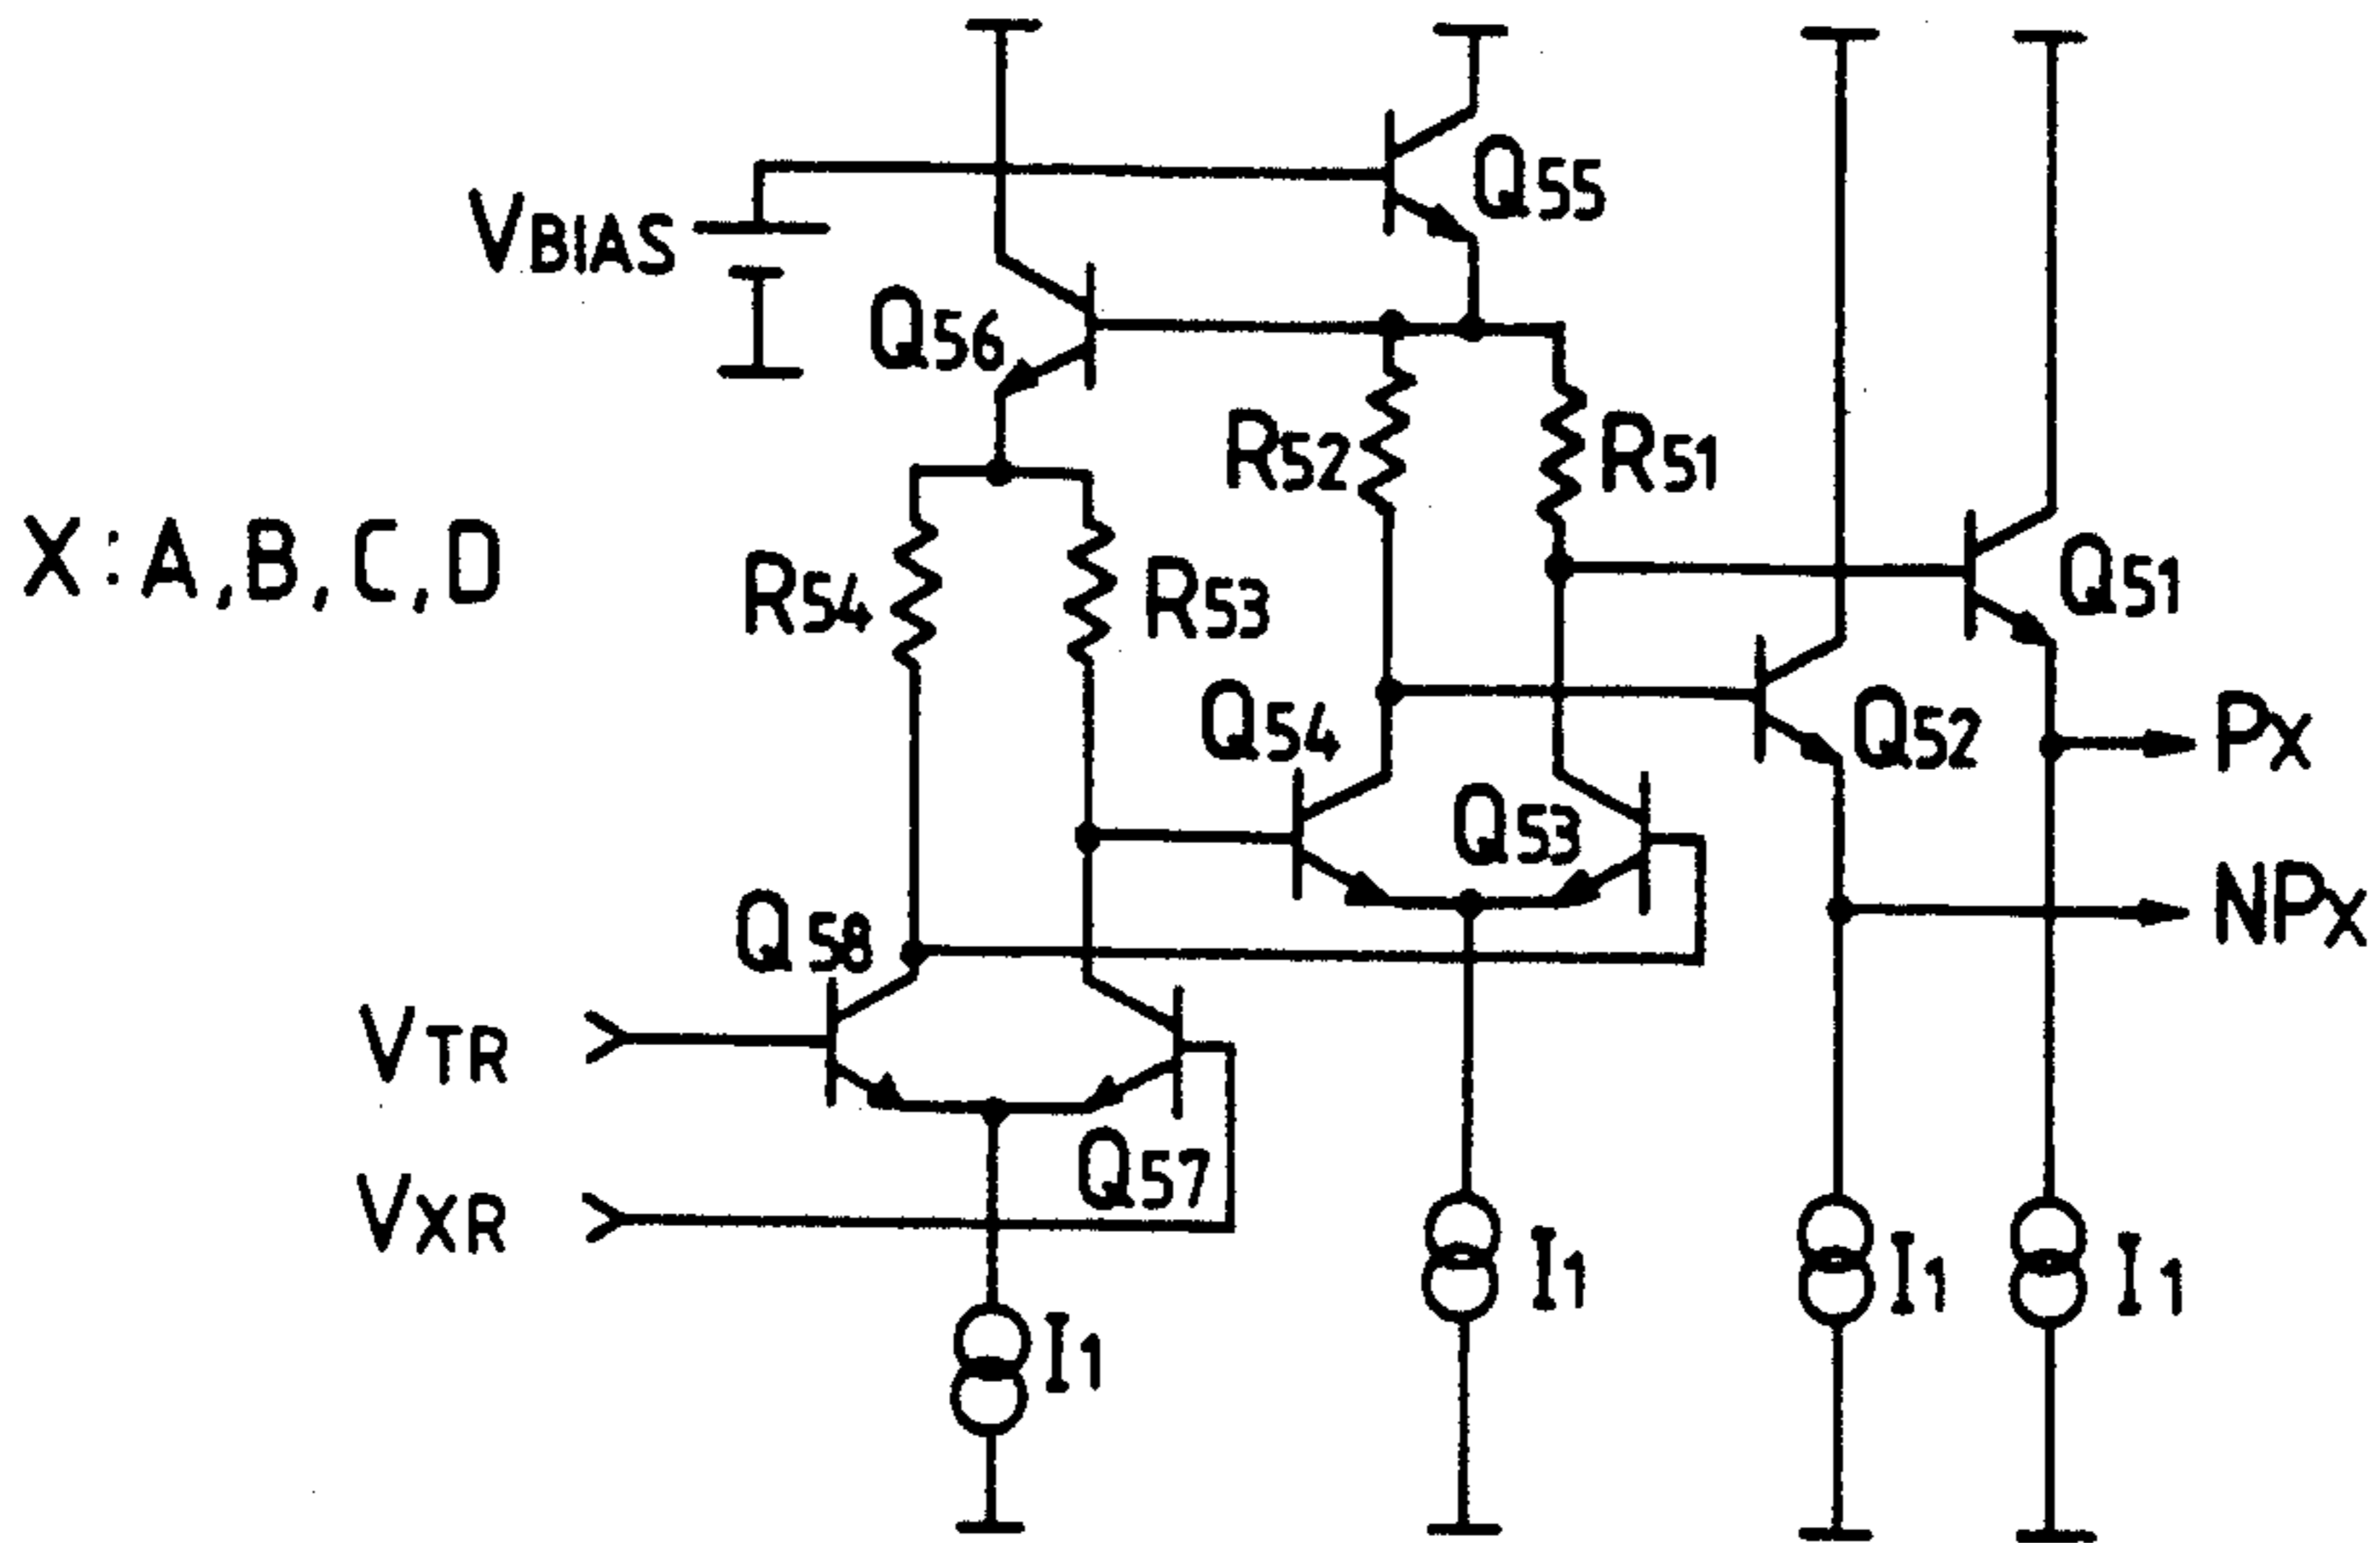 Q55
VBIAS
Q56
R52
R51
X : A , B , C , D
R54
R53
Q51
Q54
Q52
PX
Q53
Q58
NPX
VTR
Q57
VXR
I1
I1
I1
I1